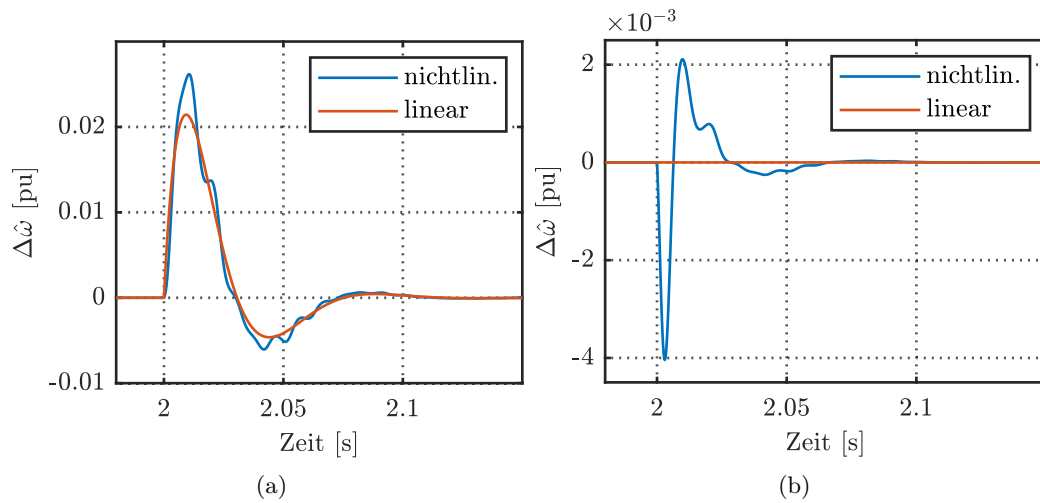 nichtlin.
linear
0.02
0.01
0
-0.01
2
2.05
2.1
Δω̂ [pu]
Zeit [s]
(a)
×10⁻³
nichtlin.
linear
2
0
-2
-4
2
2.05
2.1
Δω̂ [pu]
Zeit [s]
(b)